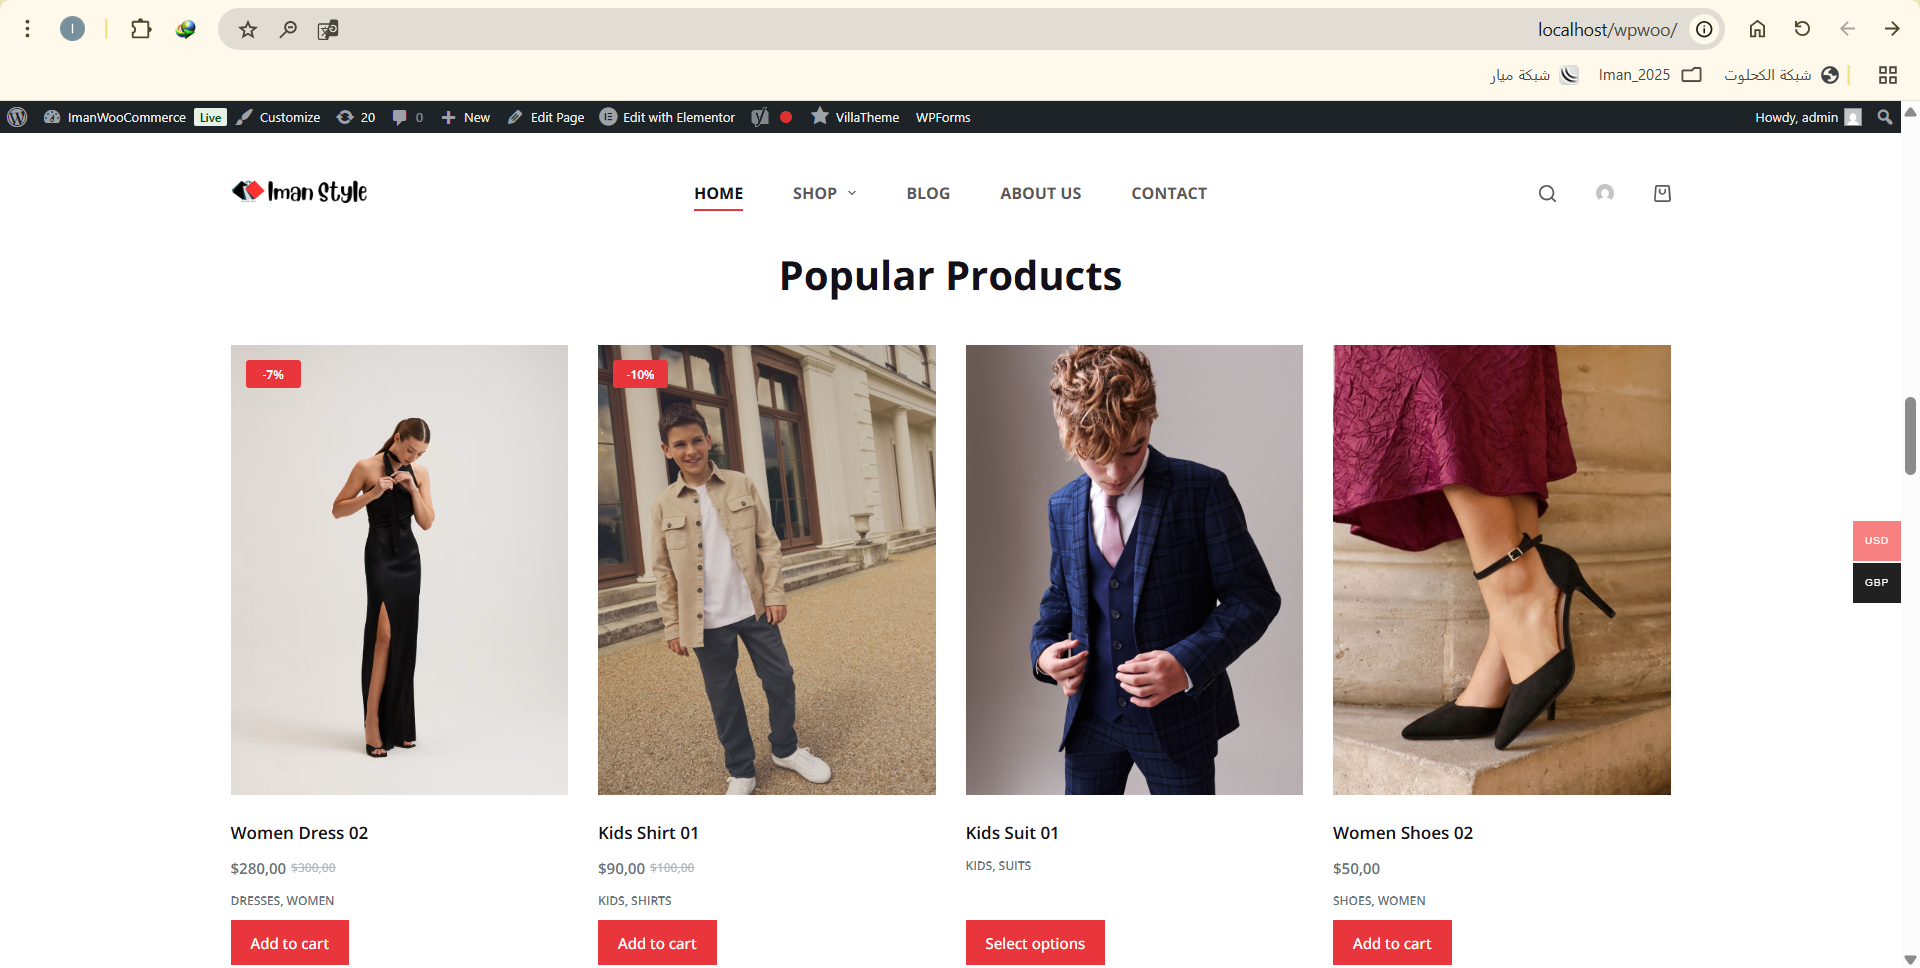 localhost/wpwoo/
شبكة الكحلوت
Iman_2025
شبكة ميار
ImanWooCommerce Live Customize 20 0 New Edit Page Edit with Elementor VillaTheme WPForms Howdy, admin
Iman Style
HOME SHOP BLOG ABOUT US CONTACT
Popular Products
-7%
-10%
USD
GBP
Women Dress 02
$280,00 $300,00
DRESSES, WOMEN
Add to cart
Kids Shirt 01
$90,00 $100,00
KIDS, SHIRTS
Add to cart
Kids Suit 01
KIDS, SUITS
Select options
Women Shoes 02
$50,00
SHOES, WOMEN
Add to cart